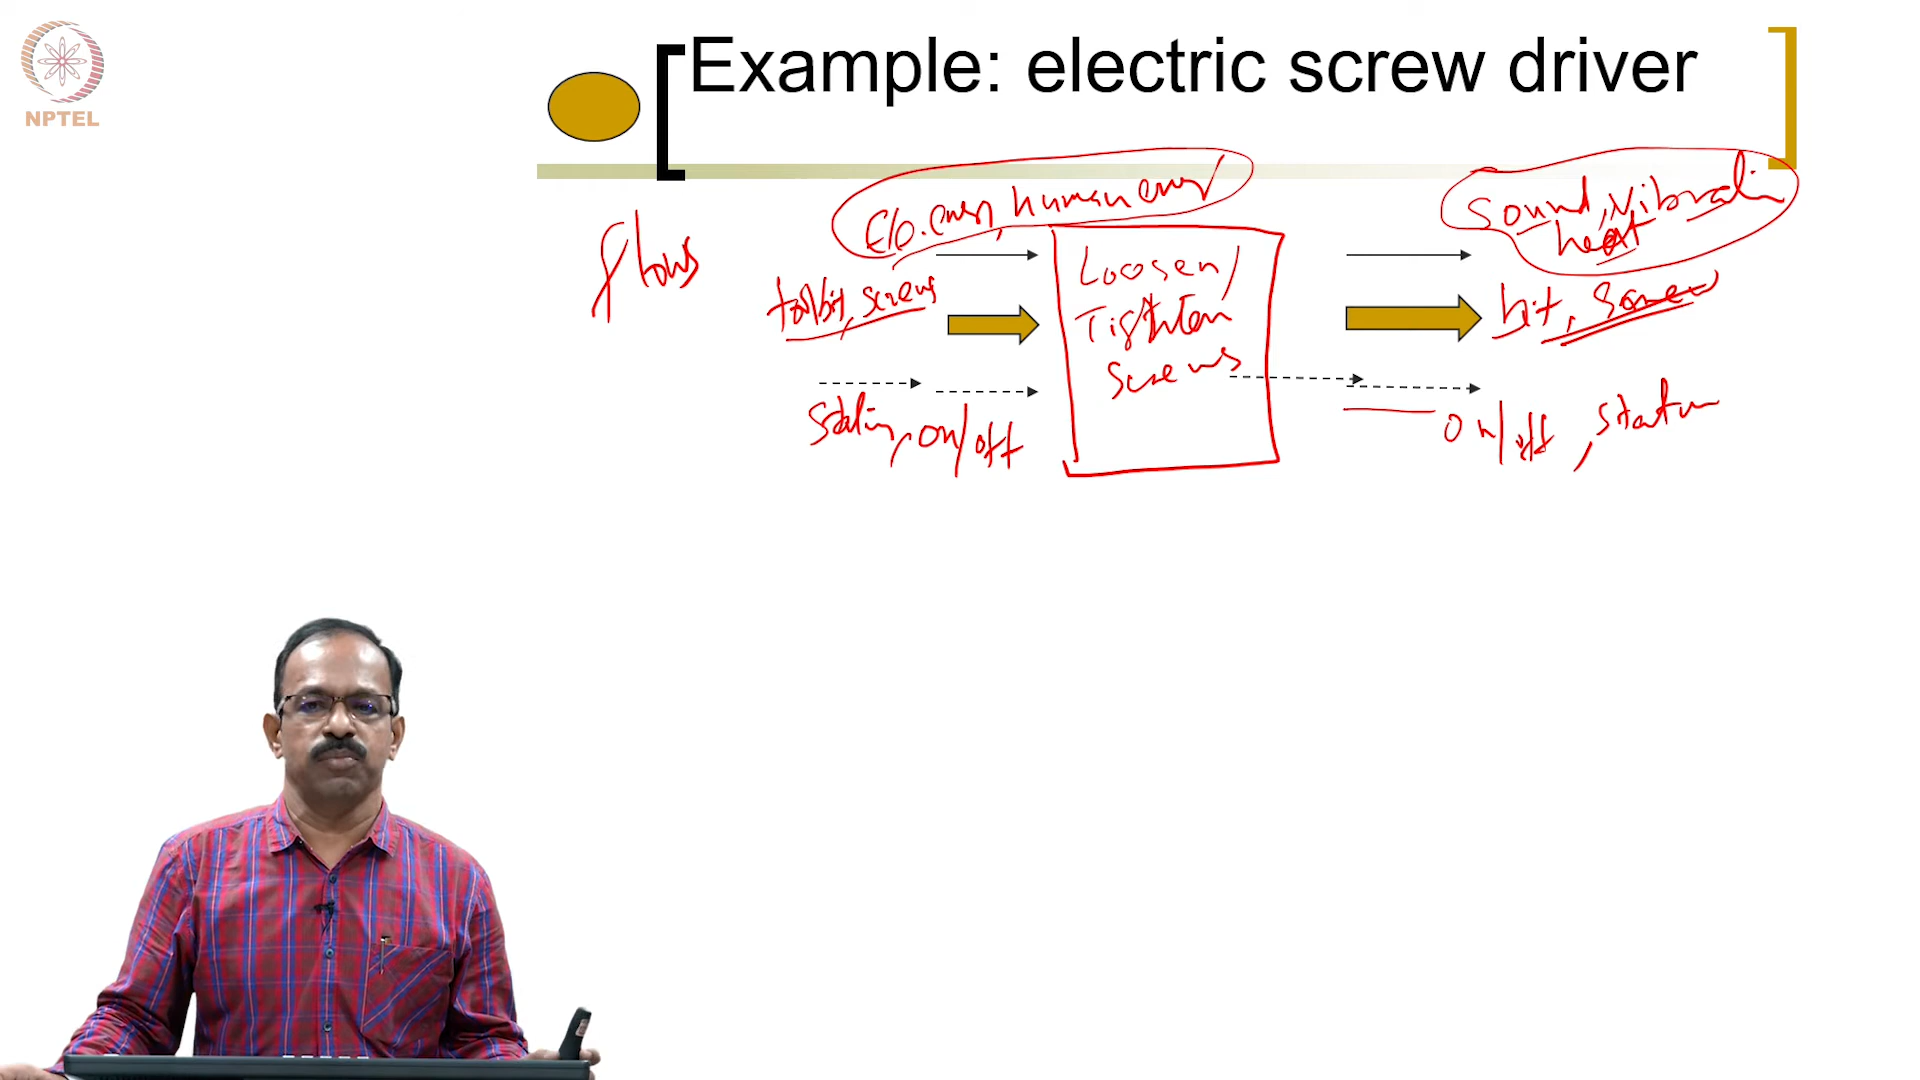 NPTEL
Example: electric screw driver
flows
Ele. energy, human energy
Sound, Vibration
heat
tool/bit, screws
bit, screw
Loosen/
Tighten
screws
on/off
on/off, status